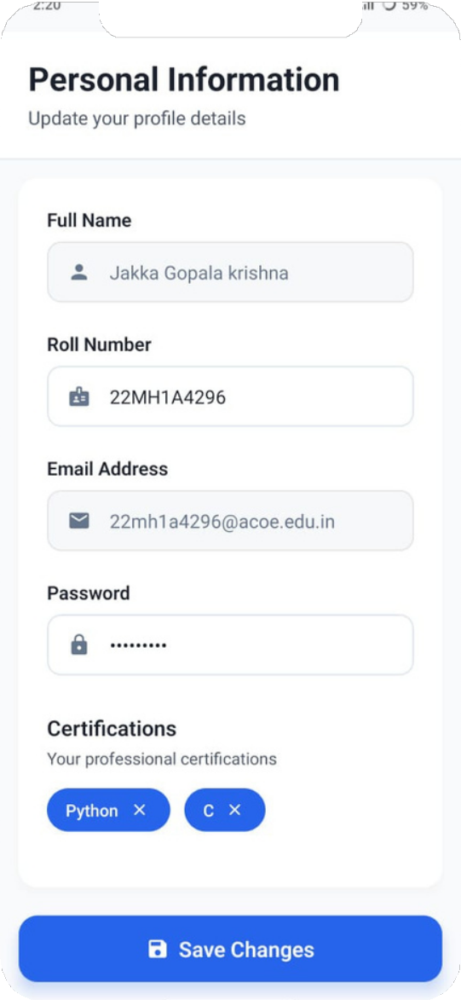 2:20 59%
Personal Information
Update your profile details
Full Name
Jakka Gopala krishna
Roll Number
22MH1A4296
Email Address
22mh1a4296@acoe.edu.in
Password
•••••••••
Certifications
Your professional certifications
Python × C ×
Save Changes